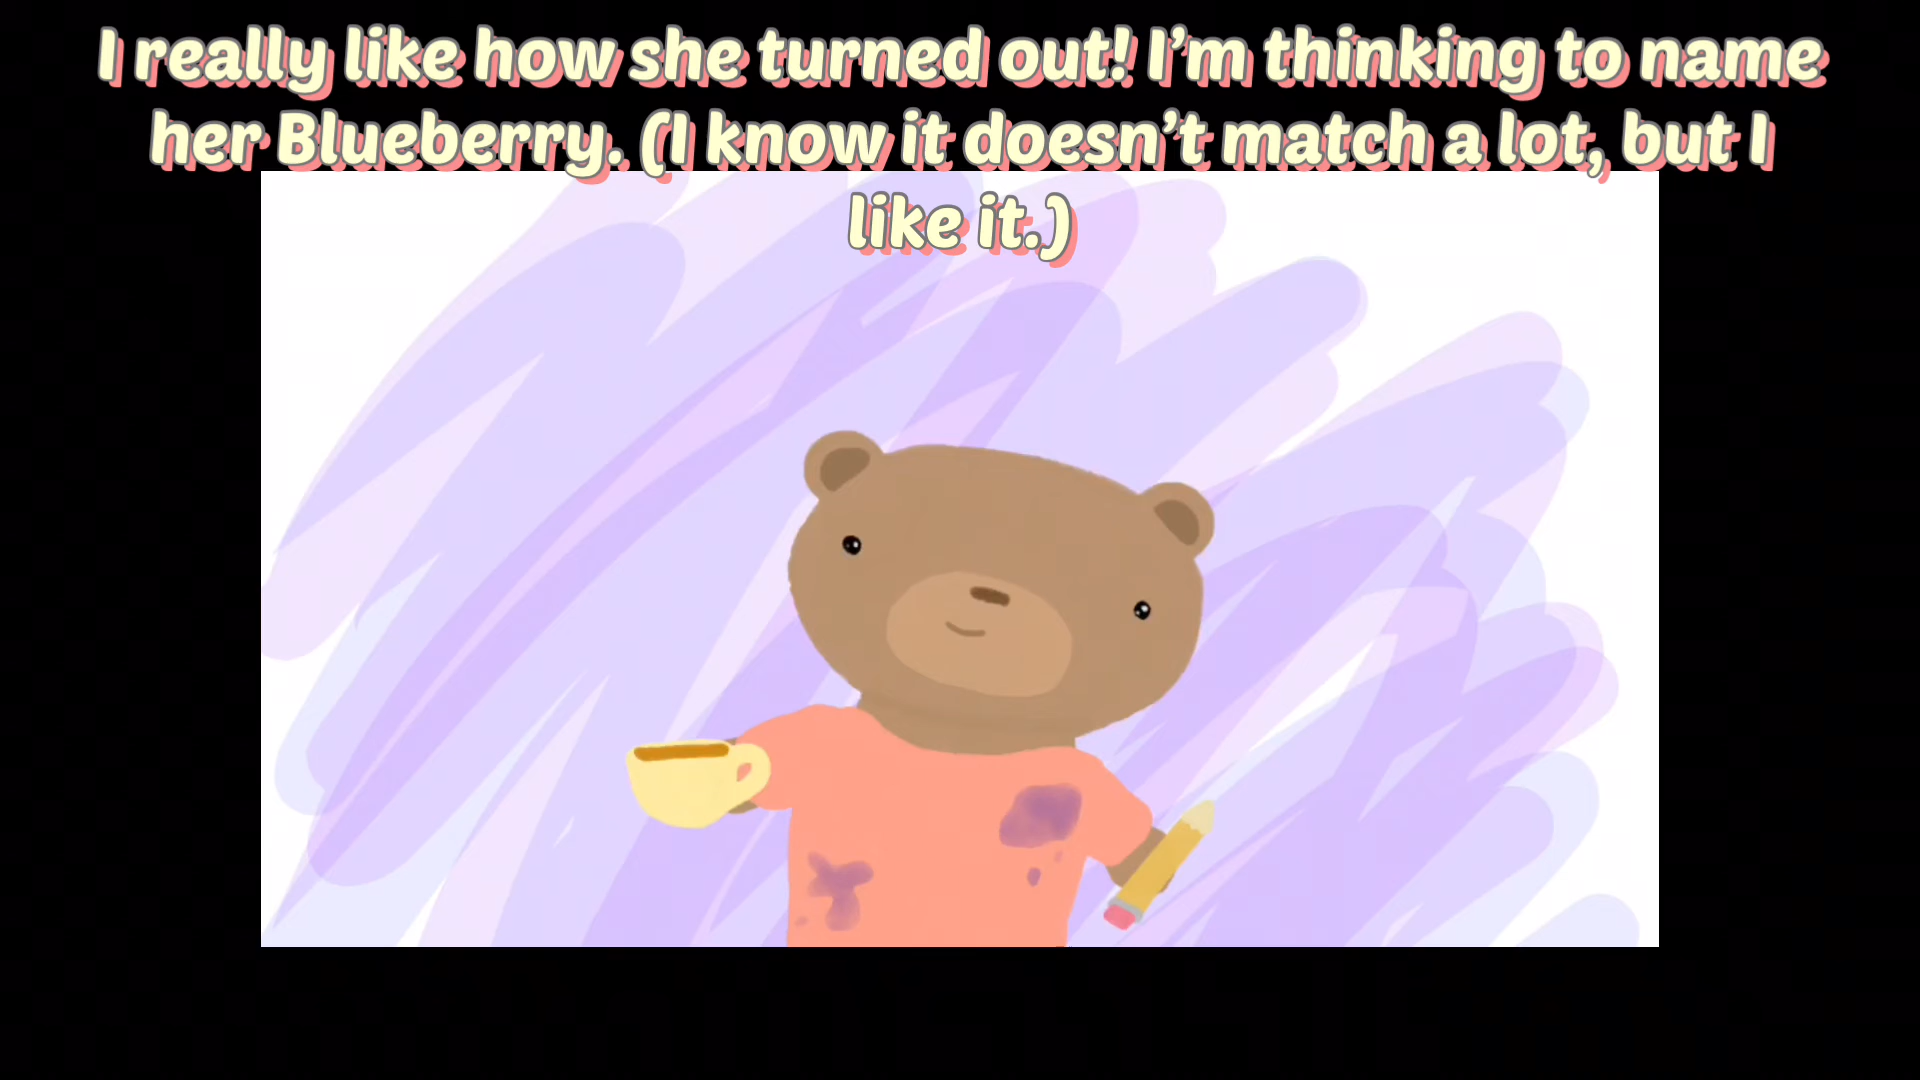 I really like how she turned out! I’m thinking to name
her Blueberry. (I know it doesn’t match a lot, but I
like it.)